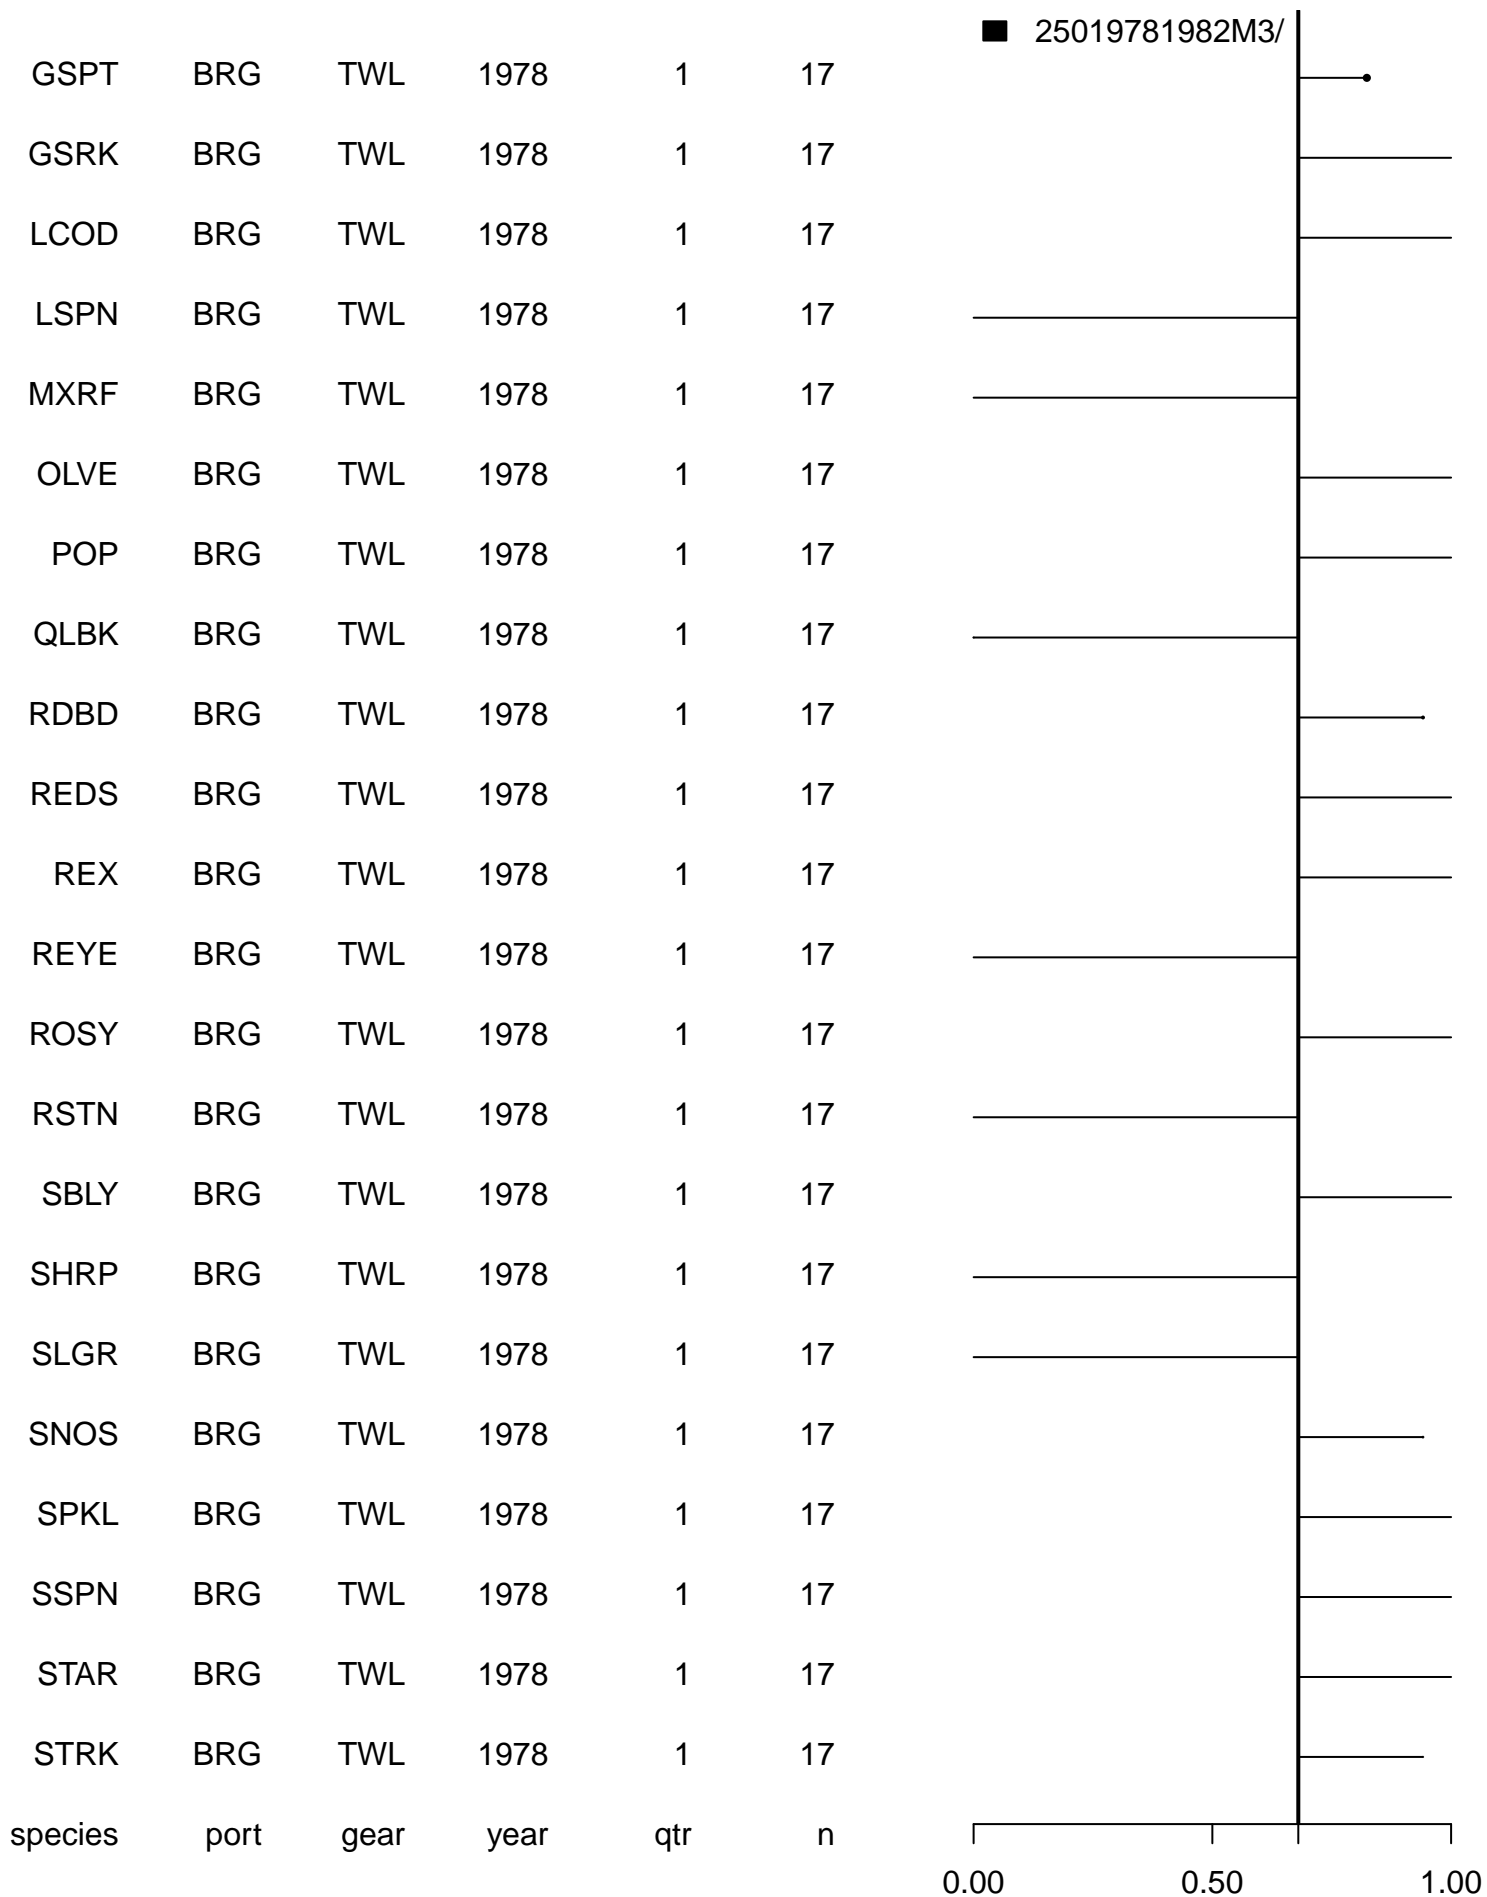 25019781982M3/
GSPT BRG TWL 1978 1 17
GSRK BRG TWL 1978 1 17
LCOD BRG TWL 1978 1 17
LSPN BRG TWL 1978 1 17
MXRF BRG TWL 1978 1 17
OLVE BRG TWL 1978 1 17
POP BRG TWL 1978 1 17
QLBK BRG TWL 1978 1 17
RDBD BRG TWL 1978 1 17
REDS BRG TWL 1978 1 17
REX BRG TWL 1978 1 17
REYE BRG TWL 1978 1 17
ROSY BRG TWL 1978 1 17
RSTN BRG TWL 1978 1 17
SBLY BRG TWL 1978 1 17
SHRP BRG TWL 1978 1 17
SLGR BRG TWL 1978 1 17
SNOS BRG TWL 1978 1 17
SPKL BRG TWL 1978 1 17
SSPN BRG TWL 1978 1 17
STAR BRG TWL 1978 1 17
STRK BRG TWL 1978 1 17
species port gear year qtr n
0.00 0.50 1.00